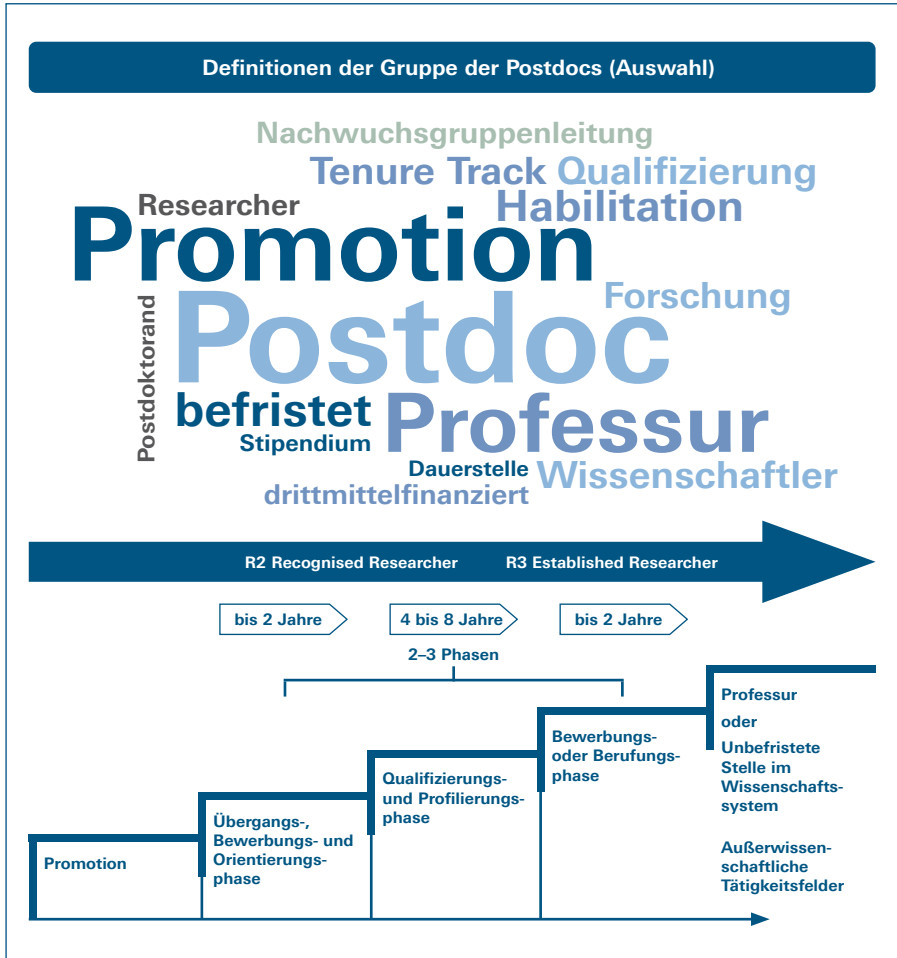 Definitionen der Gruppe der Postdocs (Auswahl)
Nachwuchsgruppenleitung
Tenure Track Qualifizierung
Researcher
Habilitation
Promotion
Forschung
Postdoktorand
Postdoc
befristet
Professur
Stipendium
Dauerstelle
Wissenschaftler
drittmittelfinanziert
R2 Recognised Researcher
R3 Established Researcher
bis 2 Jahre
4 bis 8 Jahre
bis 2 Jahre
2–3 Phasen
Promotion
Übergangs-,
Bewerbungs- und
Orientierungs-
phase
Qualifizierungs-
und Profilierungs-
phase
Bewerbungs-
oder Berufungs-
phase
Professur
oder
Unbefristete
Stelle im
Wissenschafts-
system
Außerwissen-
schaftliche
Tätigkeitsfelder